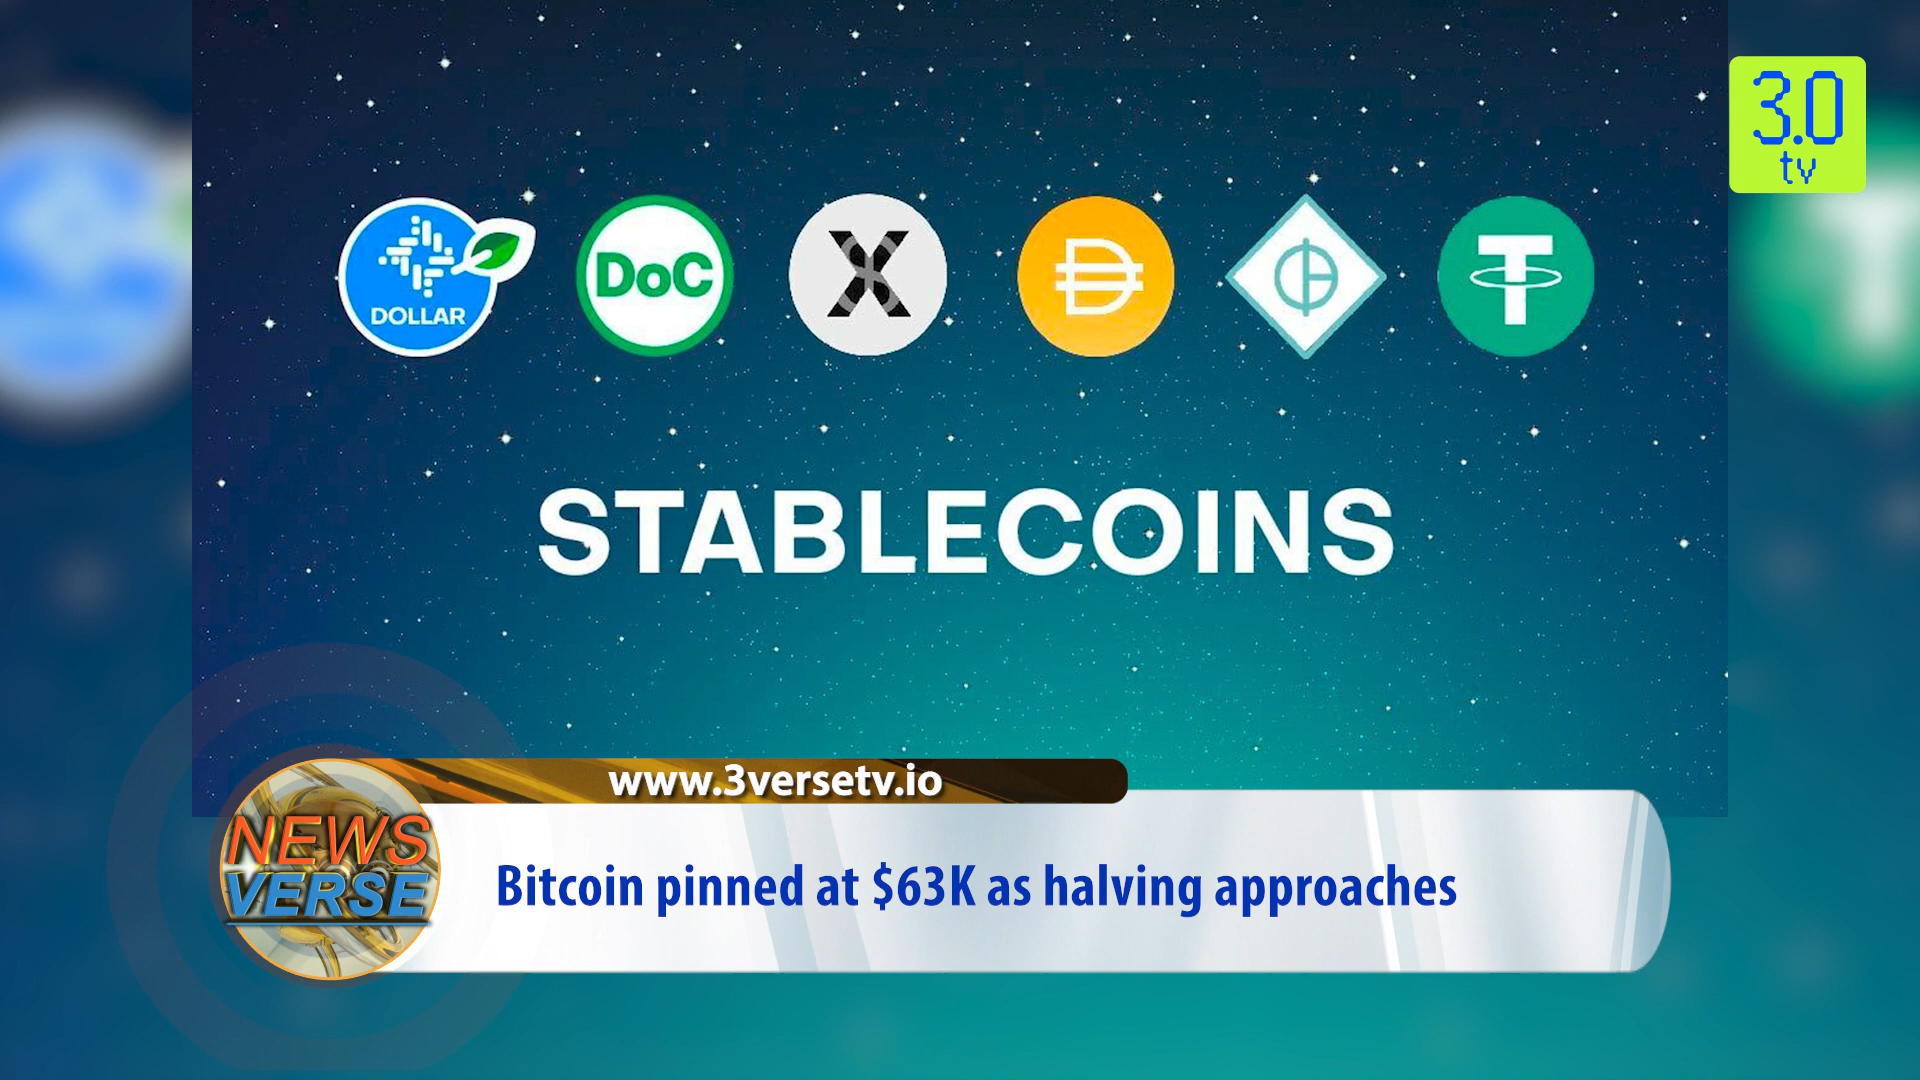 3.0
tv
DOLLAR
DoC
STABLECOINS
www.3versetv.io
NEWS
VERSE
Bitcoin pinned at $63K as halving approaches